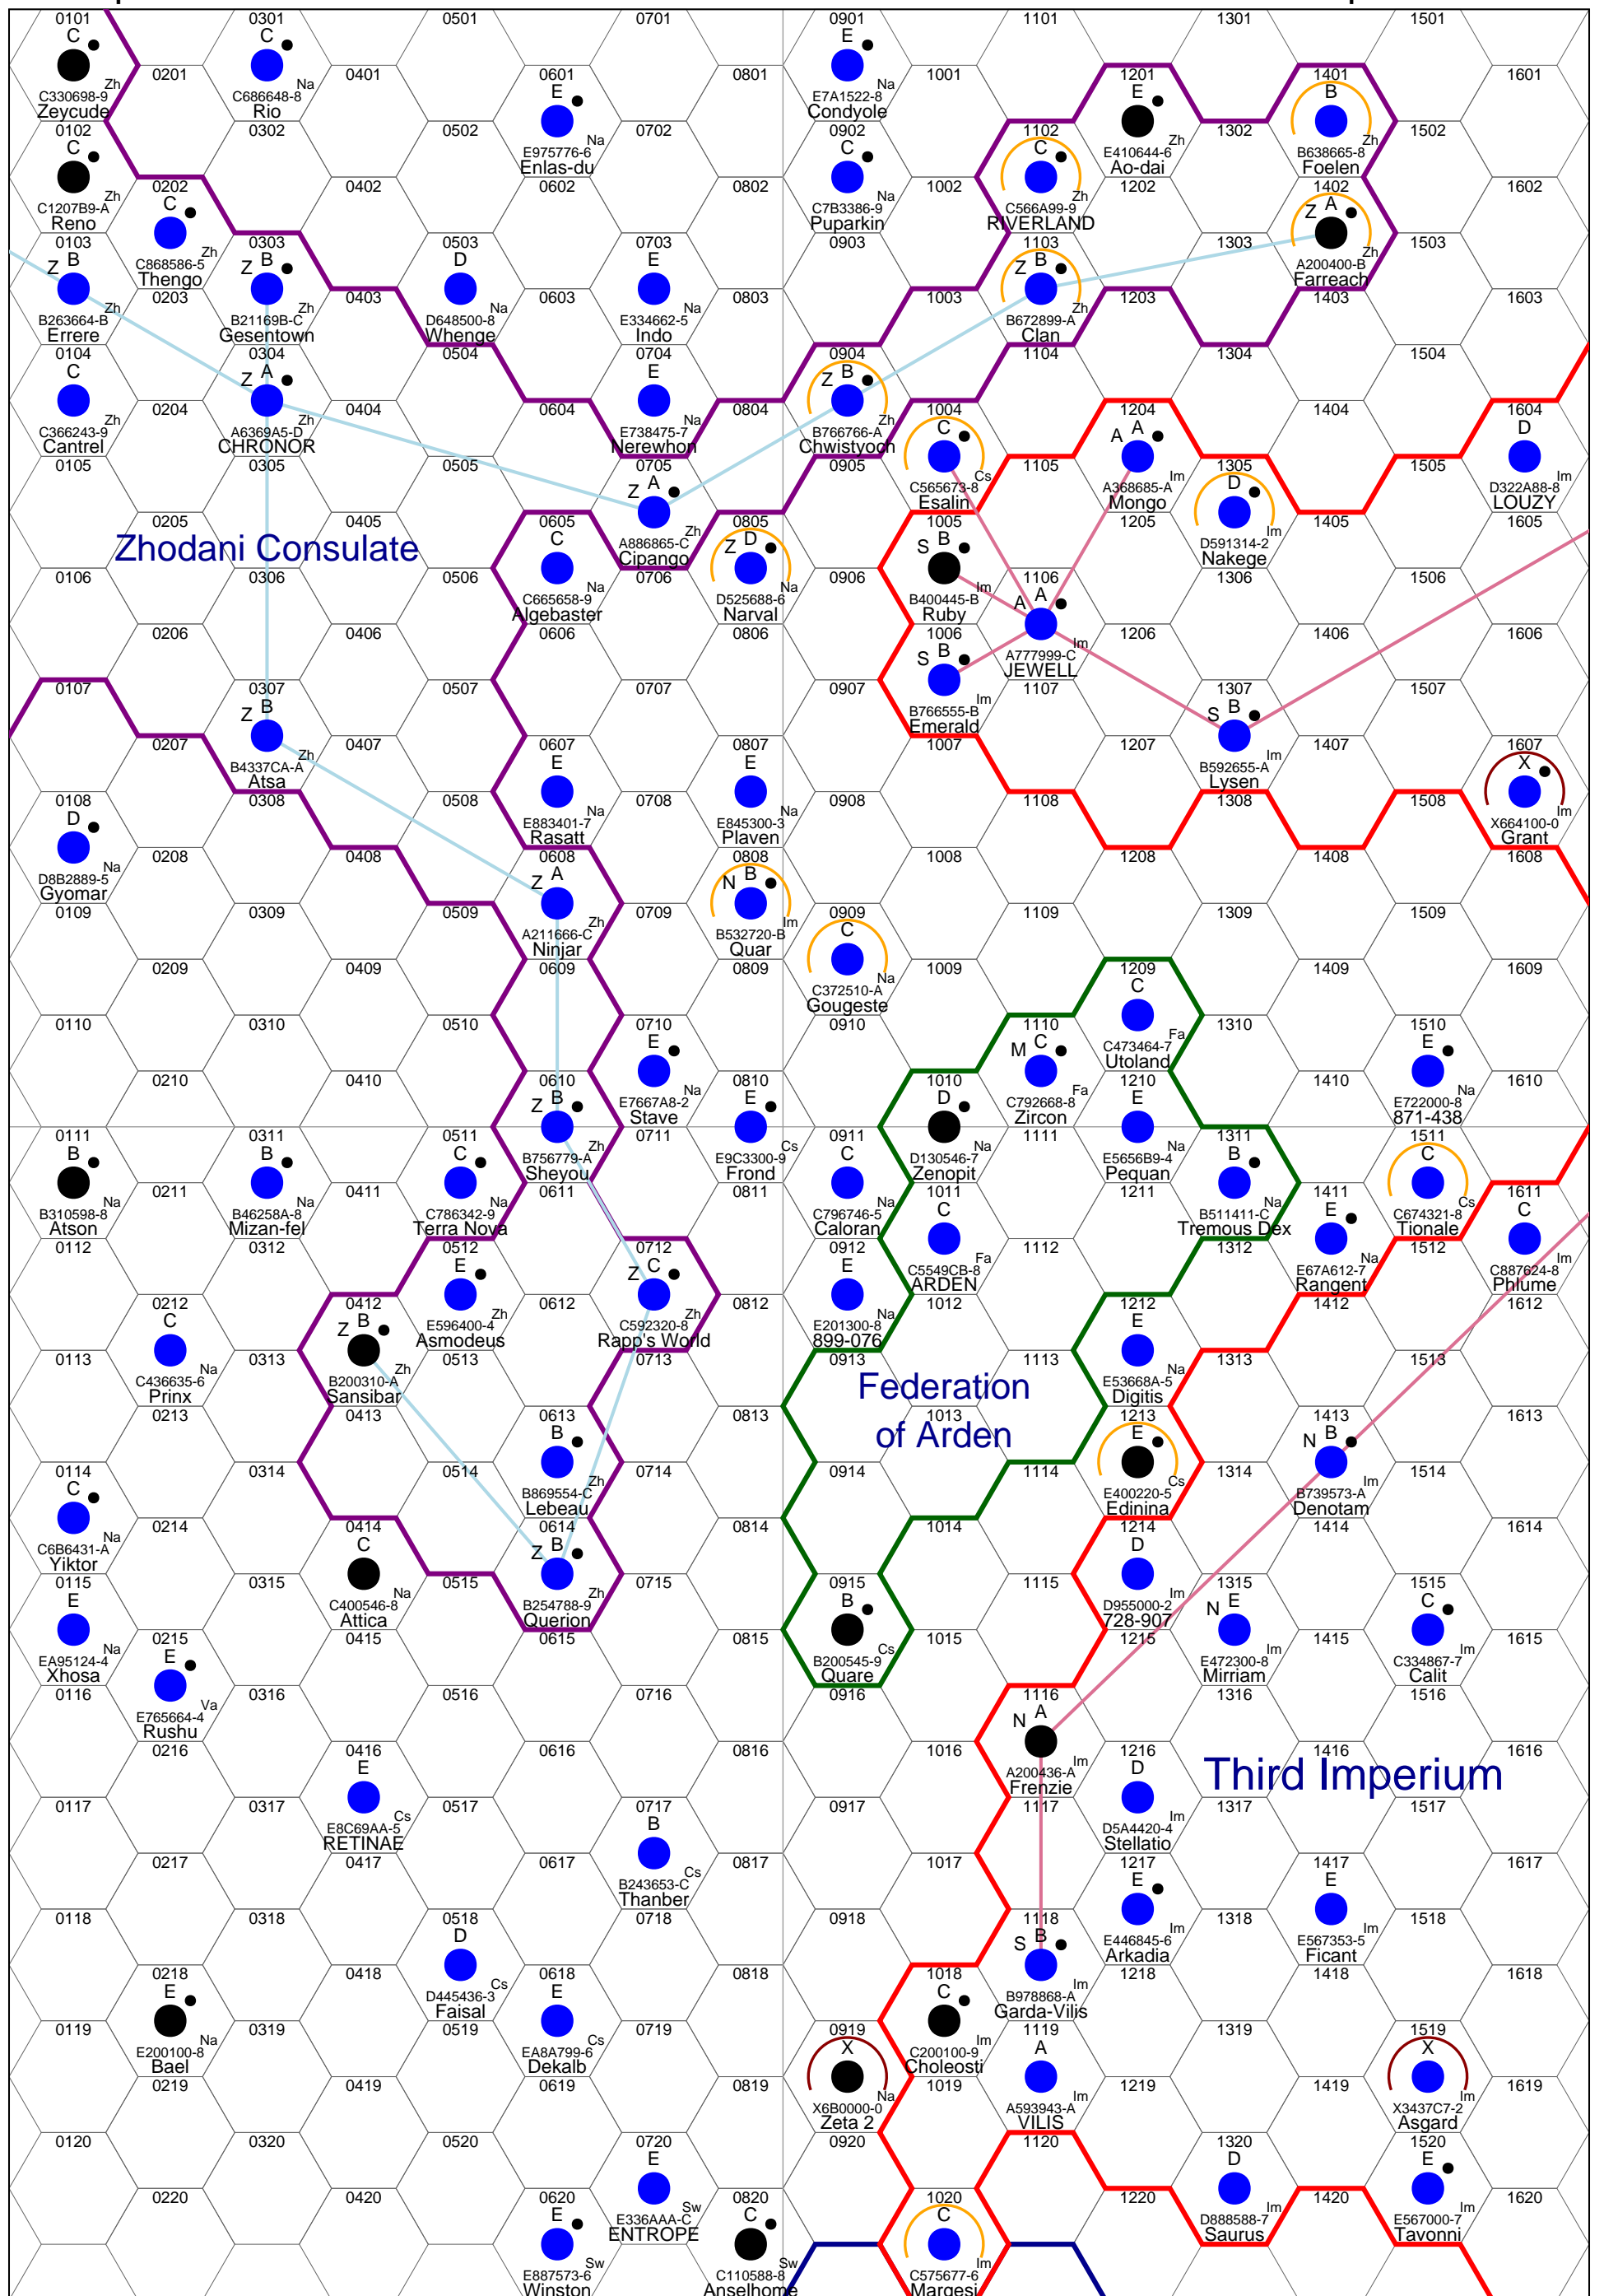 0101
C
Zh
C330698-9
Zeycude
0201
0301
C
Na
C686648-8
Rio
0401
0501
0601
E
Na
E975776-6
Enlas-du
0701
0801
0901
E
Na
E7A1522-8
Condyole
1001
1101
1201
E
Zh
E410644-6
Ao-dai
1301
1401
B
Zh
B638665-8
Foelen
1501
1601
0102
C
Zh
C1207B9-A
Reno
0202
C
Zh
C868586-5
Thengo
0302
0402
0502
0602
0702
0802
0902
C
Na
C7B3386-9
Puparkin
1002
1102
C
Zh
C566A99-9
RIVERLAND
1202
1302
1402
Z A
Zh
A200400-B
Farreach
1502
1602
0103
Z B
Zh
B263664-B
Errere
0203
0303
Z B
Zh
B21169B-C
Gesentown
0403
0503
D
Na
D648500-8
Whenge
0603
0703
E
Na
E334662-5
Indo
0803
0903
1003
1103
Z B
Zh
B672899-A
Clan
1203
1303
1403
1503
1603
0104
C
Zh
C366243-9
Cantrel
0204
0304
Z A
Zh
A6369A5-D
CHRONOR
0404
0504
0604
0704
E
Na
E738475-7
Nerewhon
0804
0904
Z B
Zh
B766766-A
Chwistyoch
1004
C
Cs
C565673-8
Esalin
1104
1204
A A
Im
A368685-A
Mongo
1304
1404
1504
1604
D
Im
D322A88-8
LOUZY
0105
0205
0305
0405
0505
Zhodani Consulate
0605
C
Na
C665658-9
Algebaster
0705
Z A
Zh
A886865-C
Cipango
0805
Z D
Na
D525688-6
Narval
0905
1005
S B
Im
B400445-B
Ruby
1105
1205
1305
D
Im
D591314-2
Nakege
1405
1505
1605
0106
0206
0306
0406
0506
0606
0706
0806
0906
1006
S B
Im
B766555-B
Emerald
1106
A A
Im
A777999-C
JEWELL
1206
1306
1406
1506
1606
0107
0207
0307
Z B
Zh
B4337CA-A
Atsa
0407
0507
0607
E
Na
E883401-7
Rasatt
0707
0807
E
Na
E845300-3
Plaven
0907
1007
1107
1207
1307
S B
Im
B592655-A
Lysen
1407
1507
1607
X
Im
X664100-0
Grant
0108
D
Na
D8B2889-5
Gyomar
0208
0308
0408
0508
0608
Z A
Zh
A211666-C
Ninjar
0708
0808
N B
Im
B532720-B
Quar
0908
1008
1108
1208
1308
1408
1508
1608
0109
0209
0309
0409
0509
0609
0709
0809
0909
C
Na
C372510-A
Gougeste
1009
1109
1209
C
Fa
C473464-7
Utoland
1309
1409
1509
1609
0110
0210
0310
0410
0510
0610
Z B
Zh
B756779-A
Sheyou
0710
E
Na
E7667A8-2
Stave
0810
E
Cs
E9C3300-9
Frond
0910
1010
D
Na
D130546-7
Zenopit
1110
M C
Fa
C792668-8
Zircon
1210
E
Na
E5656B9-4
Pequan
1310
1410
1510
E
Na
E722000-8
871-438
1610
0111
B
Na
B310598-8
Atson
0211
0311
B
Na
B46258A-8
Mizan-fel
0411
0511
C
Na
C786342-9
Terra Nova
0611
0711
0811
0911
C
Na
C796746-5
Caloran
1011
C
Fa
C5549CB-8
ARDEN
1111
1211
1311
B
Na
B511411-C
Tremous Dex
1411
E
Na
E67A612-7
Rangent
1511
C
Cs
C674321-8
Tionale
1611
C
Im
C887624-8
Phlume
0112
0212
C
Na
C436635-6
Prinx
0312
0412
Z B
Zh
B200310-A
Sansibar
0512
E
Zh
E596400-4
Asmodeus
0612
0712
Z C
Zh
C592320-8
Rapp's World
0812
0912
E
Na
E201300-8
899-076
1012
1112
1212
E
Na
E53668A-5
Digitis
1312
1412
1512
1612
0113
0213
0313
0413
0513
0613
B
Zh
B869554-C
Lebeau
0713
0813
0913
Federation
of Arden
1013
1113
1213
E
Cs
E400220-5
Edinina
1313
1413
N B
Im
B739573-A
Denotam
1513
1613
0114
C
Na
C6B6431-A
Yiktor
0214
0314
0414
C
Na
C400546-8
Attica
0514
0614
Z B
Zh
B254788-9
Querion
0714
0814
0914
1014
1114
1214
D
Im
D955000-2
728-907
1314
1414
1514
1614
0115
E
Na
EA95124-4
Xhosa
0215
E
Va
E765664-4
Rushu
0315
0415
0515
0615
0715
0815
0915
B
Cs
B200545-9
Quare
1015
1115
1215
1315
N E
Im
E472300-8
Mirriam
1415
1515
C
Im
C334867-7
Calit
1615
0116
0216
0316
0416
E
Cs
E8C69AA-5
RETINAE
0516
0616
0716
0816
0916
1016
1116
N A
Im
A200436-A
Frenzie
1216
D
Im
D5A4420-4
Stellatio
1316
1416
1516
1616
Third Imperium
0117
0217
0317
0417
0517
0617
0717
B
Cs
B243653-C
Thanber
0817
0917
1017
1117
1217
E
Im
E446845-6
Arkadia
1317
1417
E
Im
E567353-5
Ficant
1517
1617
0118
0218
E
Na
E200100-8
Bael
0318
0418
0518
D
Cs
D445436-3
Faisal
0618
E
Cs
EA8A799-6
Dekalb
0718
0818
0918
1018
C
Im
C200100-9
Choleosti
1118
S B
Im
B978868-A
Garda-Vilis
1218
1318
1418
1518
1618
0119
0219
0319
0419
0519
0619
0719
0819
0919
X
Na
X6B0000-0
Zeta 2
1019
1119
A
Im
A593943-A
VILIS
1219
1319
1419
1519
X
Im
X3437C7-2
Asgard
1619
0120
0220
0320
0420
0520
0620
E
Sw
E887573-6
Winston
0720
E
Sw
E336AAA-C
ENTROPE
0820
C
Sw
C110588-8
Anselhome
0920
1020
C
Im
C575677-6
Margesi
1120
1220
1320
D
Im
D888588-7
Saurus
1420
1520
E
Im
E567000-7
Tavonni
1620